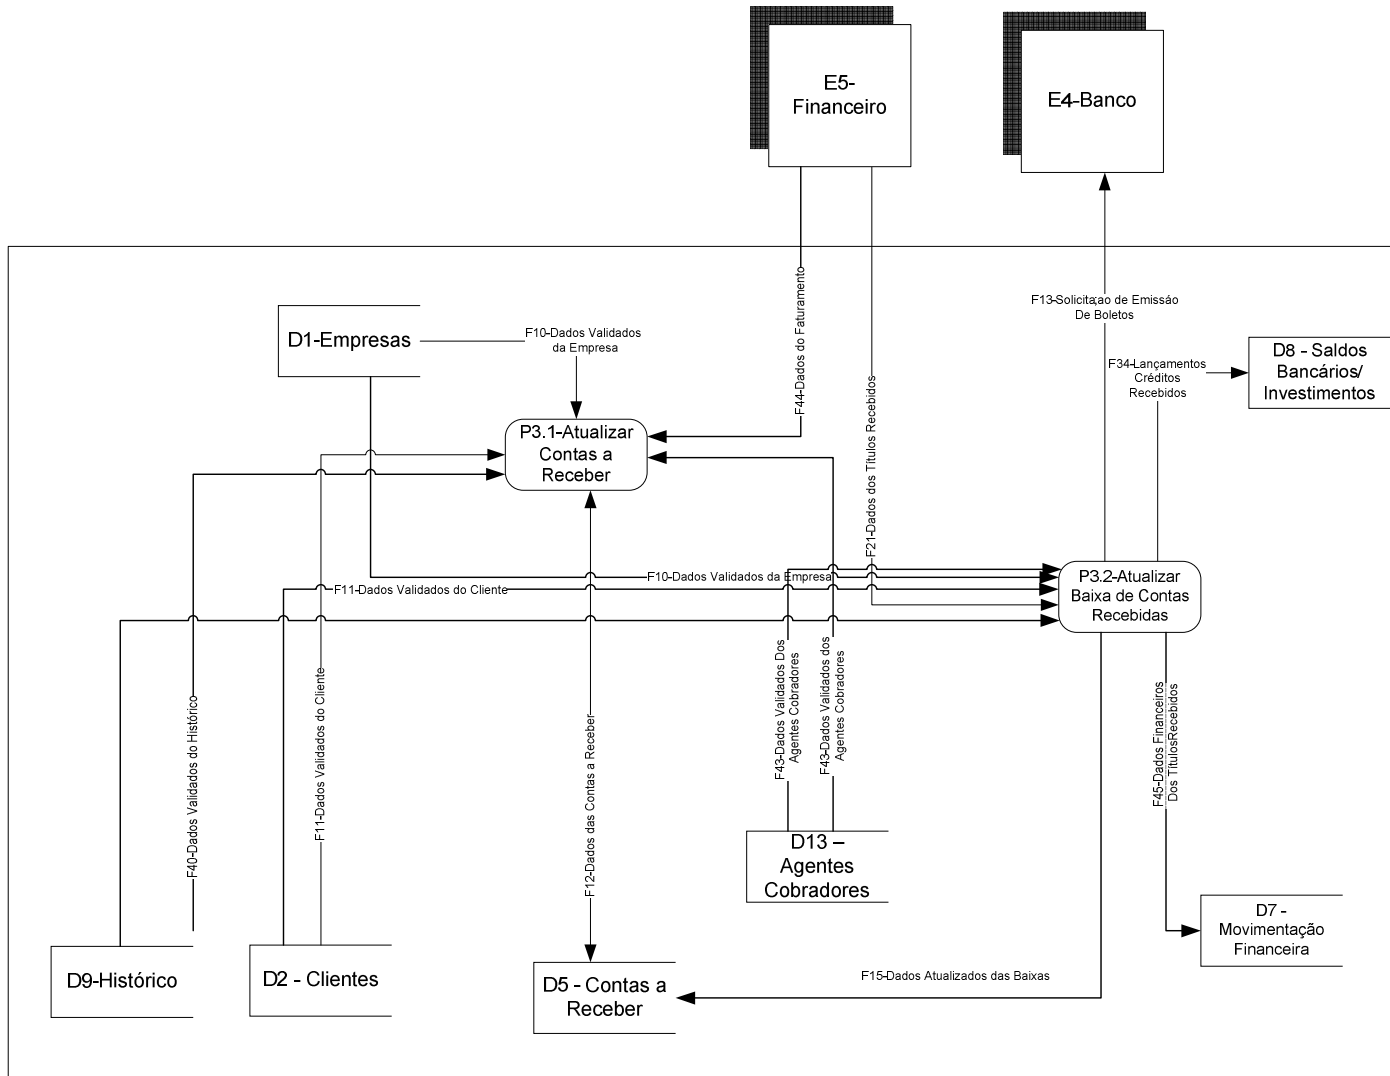 E5-
Financeiro
E4-Banco
F13-Solicitaçao de Emissáo
De Boletos
F44-Dados do Faturamento
F21-Dados dos Títulos Recebidos
D1-Empresas
F10-Dados Validados
da Empresa
F34-Lançamentos
Créditos
Recebidos
D8 - Saldos
Bancários/
Investimentos
P3.1-Atualizar
Contas a
Receber
F10-Dados Validados da Empresa
F11-Dados Validados do Cliente
P3.2-Atualizar
Baixa de Contas
Recebidas
F40-Dados Validados do Histórico
F11-Dados Validados do Cliente
F12-Dados das Contas a Receber
F43-Dados Validados Dos
Agentes Cobradores
F43-Dados Validados dos
Agentes Cobradores
F45-Dados Financeiros
Dos TítulosRecebidos
D13 –
Agentes
Cobradores
D7 -
Movimentação
Financeira
D9-Histórico
D2 - Clientes
D5 - Contas a
Receber
F15-Dados Atualizados das Baixas